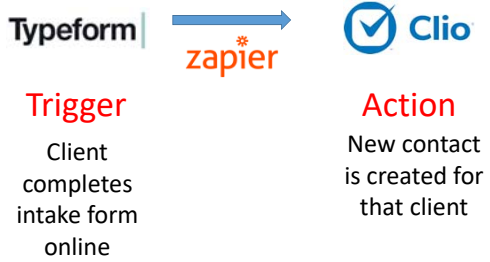 Typeform
zapier
Clio
Trigger
Client
completes
intake form
online
Action
New contact
is created for
that client